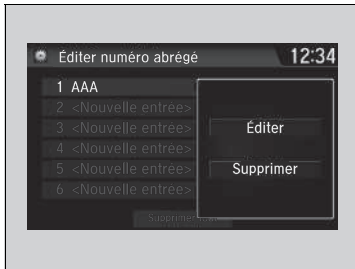 Éditer numéro abrégé 12:34
1 AAA
2 <Nouvelle entrée>
3 <Nouvelle entrée>
4 <Nouvelle entrée>
5 <Nouvelle entrée>
6 <Nouvelle entrée>
Éditer
Supprimer
Supprimer